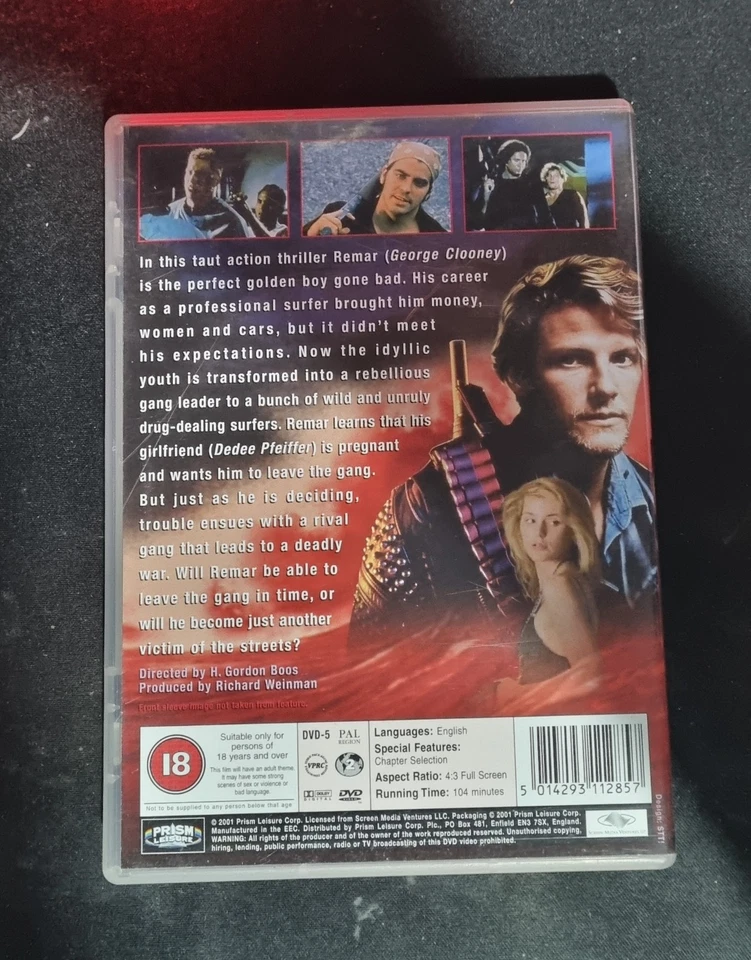 In this taut action thriller Remar (George Clooney)
is the perfect golden boy gone bad. His career
as a professional surfer brought him money,
women and cars, but it didn't meet
his expectations. Now the idyllic
youth is transformed into a rebellious
gang leader to a bunch of wild and unruly
drug-dealing surfers. Remar learns that his
girlfriend (Dedee Pfeiffer) is pregnant
and wants him to leave the gang.
But just as he is deciding,
trouble ensues with a rival
gang that leads to a deadly
war. Will Remar be able to
leave the gang in time, or
will he become just another
victim of the streets?
Directed by H. Gordon Boos
Produced by Richard Weinman
Front sleeve image not taken from feature.
18
Suitable only for
persons of
18 years and over
This film will have an adult theme.
It may have some strong
scenes of sex or violence or
bad language.
Not to be supplied to any person below that age
DVD-5 PAL
REGION
VPRC 2
DOLBY DIGITAL DVD VIDEO
Languages: English
Special Features:
Chapter Selection
Aspect Ratio: 4:3 Full Screen
Running Time: 104 minutes
5 014293 112857
PRISM
LEISURE
© 2001 Prism Leisure Corp. Licensed from Screen Media Ventures LLC. Packaging © 2001 Prism Leisure Corp.
Manufactured in the EEC. Distributed by Prism Leisure Corp. Plc., PO Box 481, Enfield EN3 7SX, England.
WARNING: All rights of the producer and of the owner of the work reproduced reserved. Unauthorised copying,
hiring, lending, public performance, radio or TV broadcasting of this DVD video prohibited.
Design: STTI